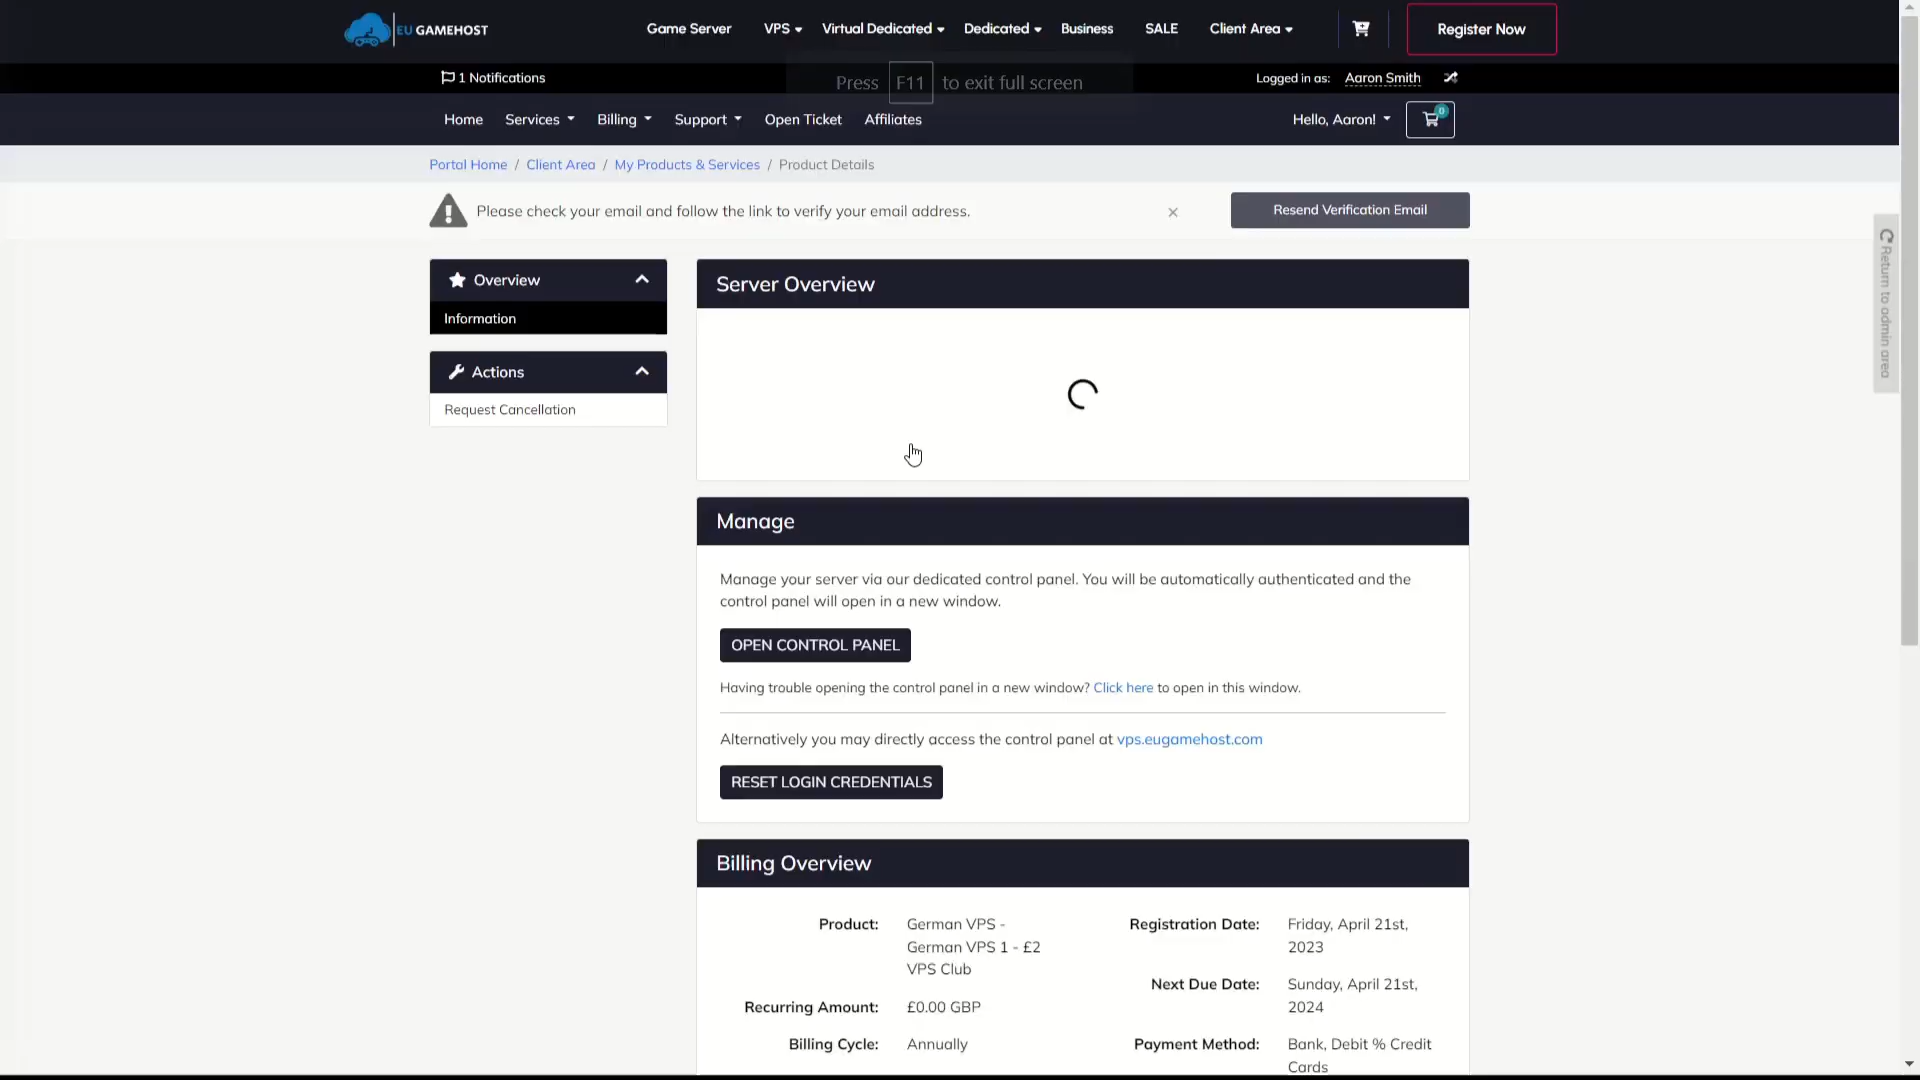 EU GAMEHOST
Game Server
VPS
Virtual Dedicated
Dedicated
Business
SALE
Client Area
Register Now
1 Notifications
Press F11 to exit full screen
Logged in as: Aaron Smith
Home
Services
Billing
Support
Open Ticket
Affiliates
Hello, Aaron!
0
Portal Home / Client Area / My Products & Services / Product Details
Please check your email and follow the link to verify your email address.
×
Resend Verification Email
Return to admin area
Overview
Information
Actions
Request Cancellation
Server Overview
Manage
Manage your server via our dedicated control panel. You will be automatically authenticated and the
control panel will open in a new window.
OPEN CONTROL PANEL
Having trouble opening the control panel in a new window? Click here to open in this window.
Alternatively you may directly access the control panel at vps.eugamehost.com
RESET LOGIN CREDENTIALS
Billing Overview
Product: German VPS -
German VPS 1 - £2
VPS Club
Recurring Amount: £0.00 GBP
Billing Cycle: Annually
Registration Date: Friday, April 21st,
2023
Next Due Date: Sunday, April 21st,
2024
Payment Method: Bank, Debit % Credit
Cards